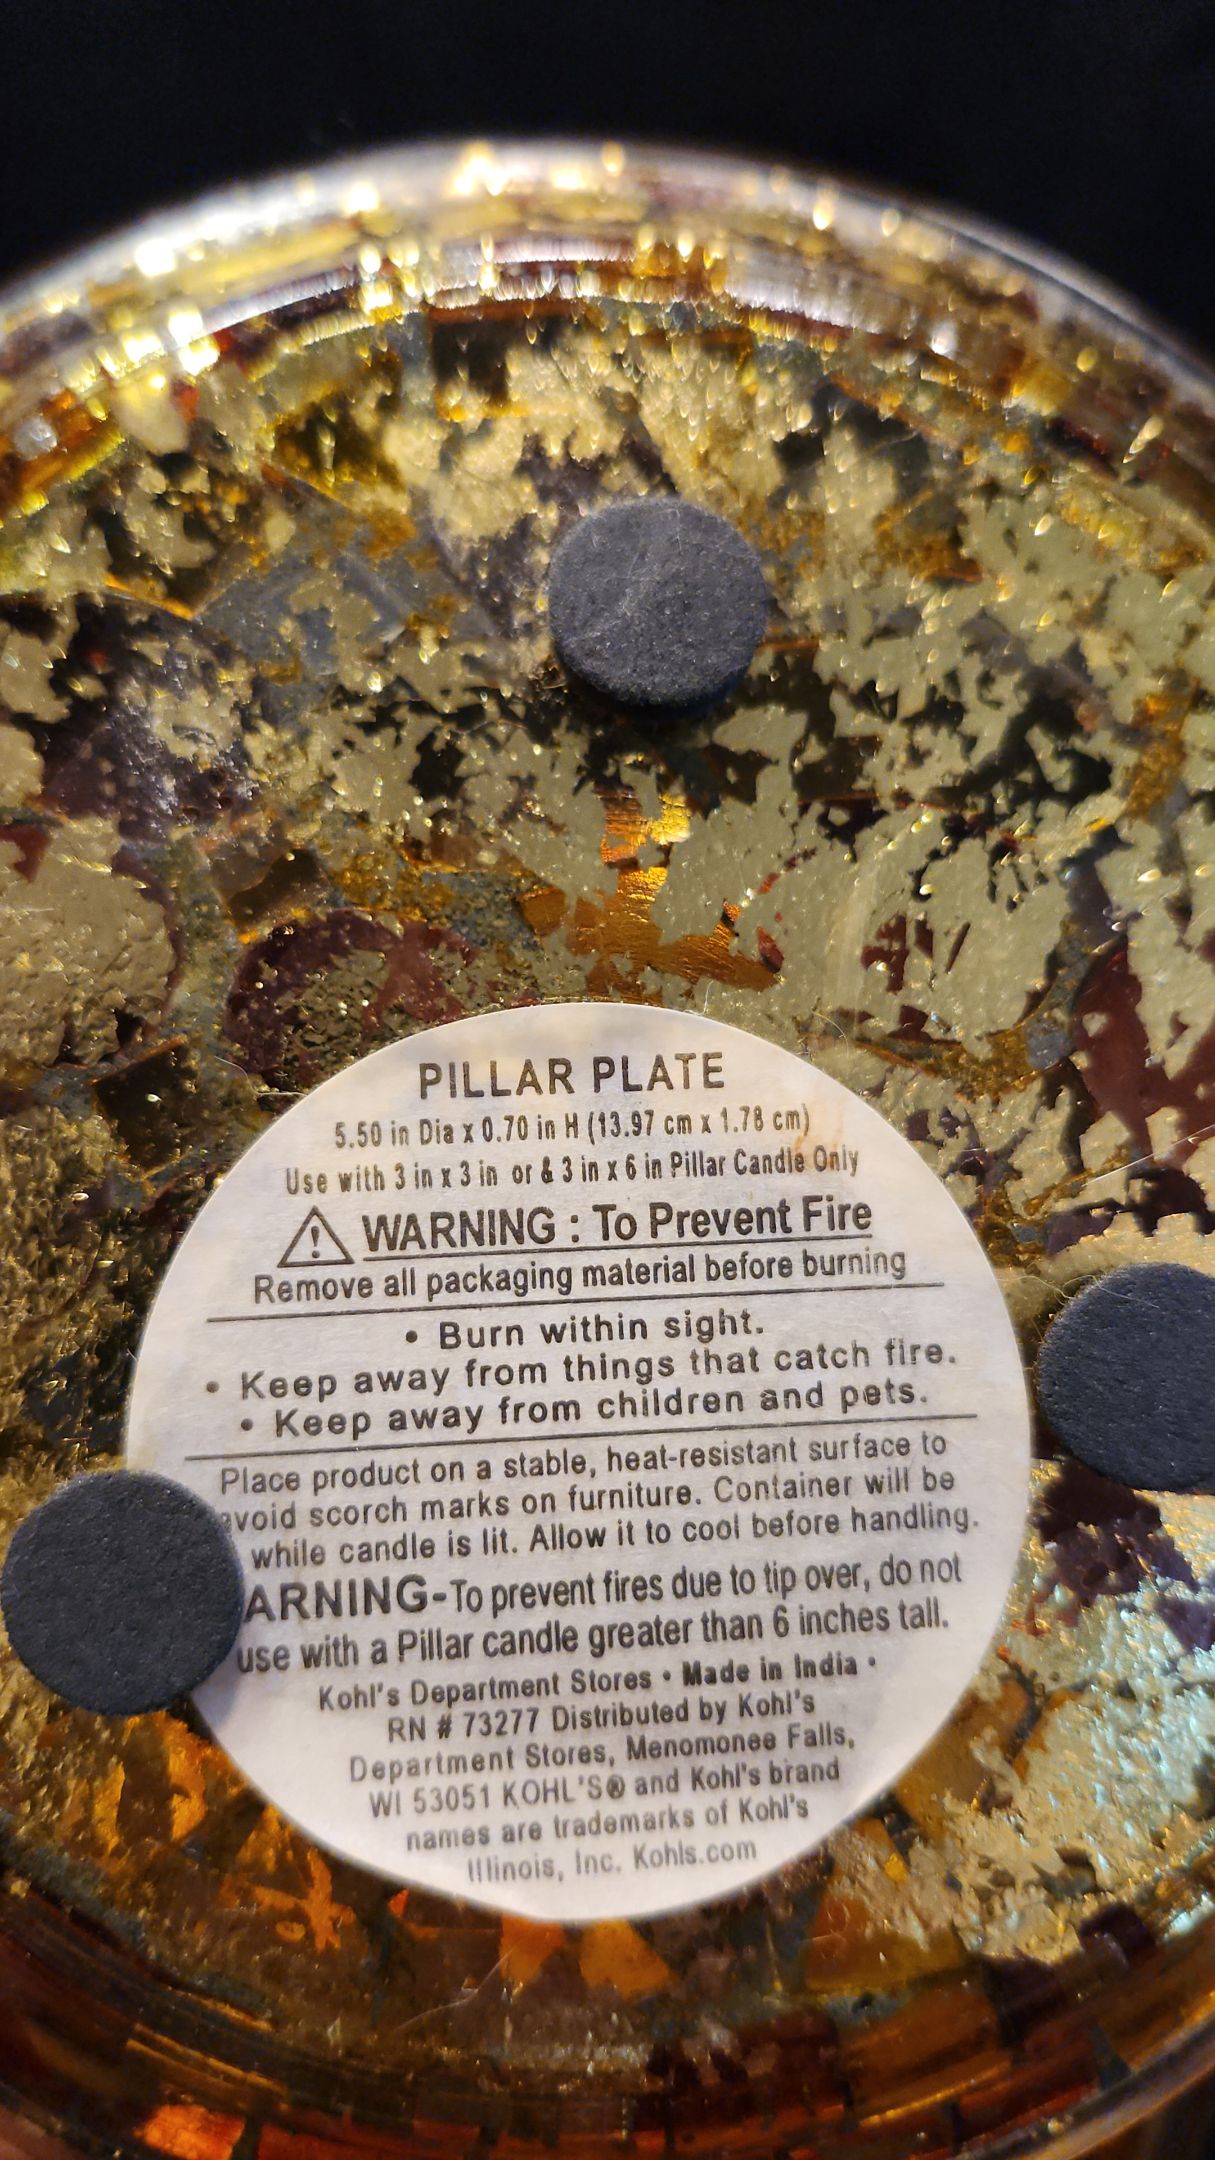 PILLAR PLATE
5.50 in Dia x 0.70 in H (13.97 cm x 1.78 cm)
Use with 3 in x 3 in or & 3 in x 6 in Pillar Candle Only
WARNING : To Prevent Fire
Remove all packaging material before burning
• Burn within sight.
• Keep away from things that catch fire.
• Keep away from children and pets.
Place product on a stable, heat-resistant surface to
avoid scorch marks on furniture. Container will be
while candle is lit. Allow it to cool before handling.
ARNING-To prevent fires due to tip over, do not
use with a Pillar candle greater than 6 inches tall.
Kohl's Department Stores • Made in India •
RN # 73277 Distributed by Kohl's
Department Stores, Menomonee Falls,
WI 53051 KOHL'S® and Kohl's brand
names are trademarks of Kohl's
Illinois, Inc. Kohls.com